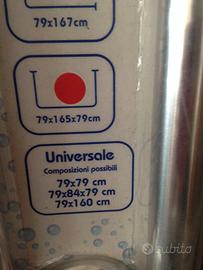 79x167cm
79x165x79cm
Universale
Composizioni possibili
79x79 cm
79x84x79 cm
79x160 cm
subito